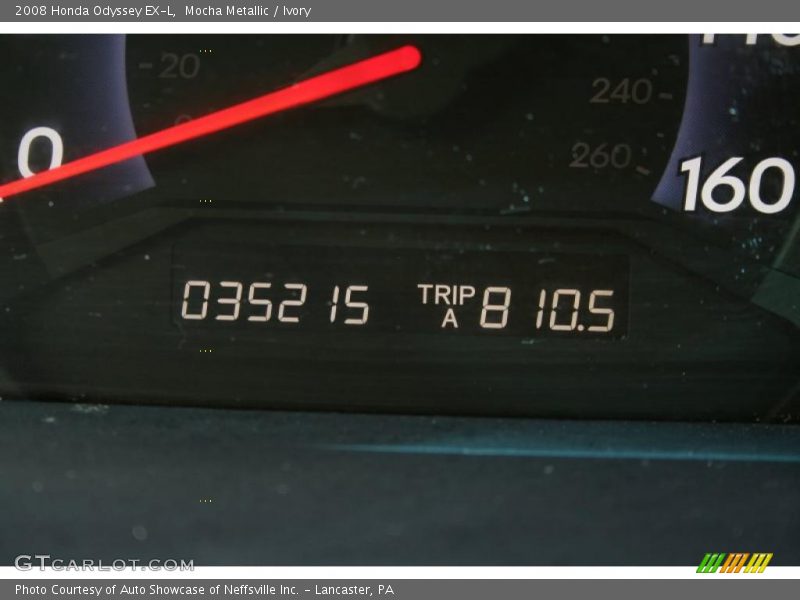 2008 Honda Odyssey EX-L,  Mocha Metallic / Ivory
20
240
0
260
160
035215 TRIP A 810.5
GTCARLOT.COM
Photo Courtesy of Auto Showcase of Neffsville Inc. - Lancaster, PA